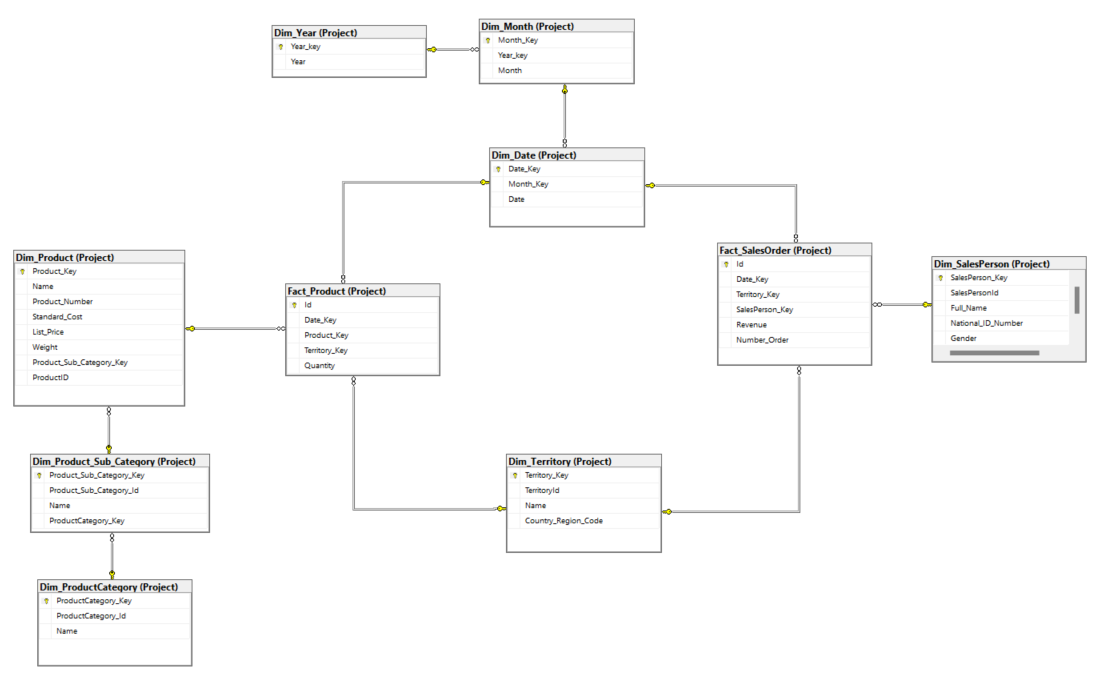 Dim_Year (Project)
Year_key
Year
Dim_Month (Project)
Month_Key
Year_key
Month
Dim_Date (Project)
Date_Key
Month_Key
Date
Dim_Product (Project)
Product_Key
Name
Product_Number
Standard_Cost
List_Price
Weight
Product_Sub_Category_Key
ProductID
Fact_Product (Project)
Id
Date_Key
Product_Key
Territory_Key
Quantity
Fact_SalesOrder (Project)
Id
Date_Key
Territory_Key
SalesPerson_Key
Revenue
Number_Order
Dim_SalesPerson (Project)
SalesPerson_Key
SalesPersonId
Full_Name
National_ID_Number
Gender
Dim_Product_Sub_Category (Project)
Product_Sub_Category_Key
Product_Sub_Category_Id
Name
ProductCategory_Key
Dim_Territory (Project)
Territory_Key
TerritoryId
Name
Country_Region_Code
Dim_ProductCategory (Project)
ProductCategory_Key
ProductCategory_Id
Name